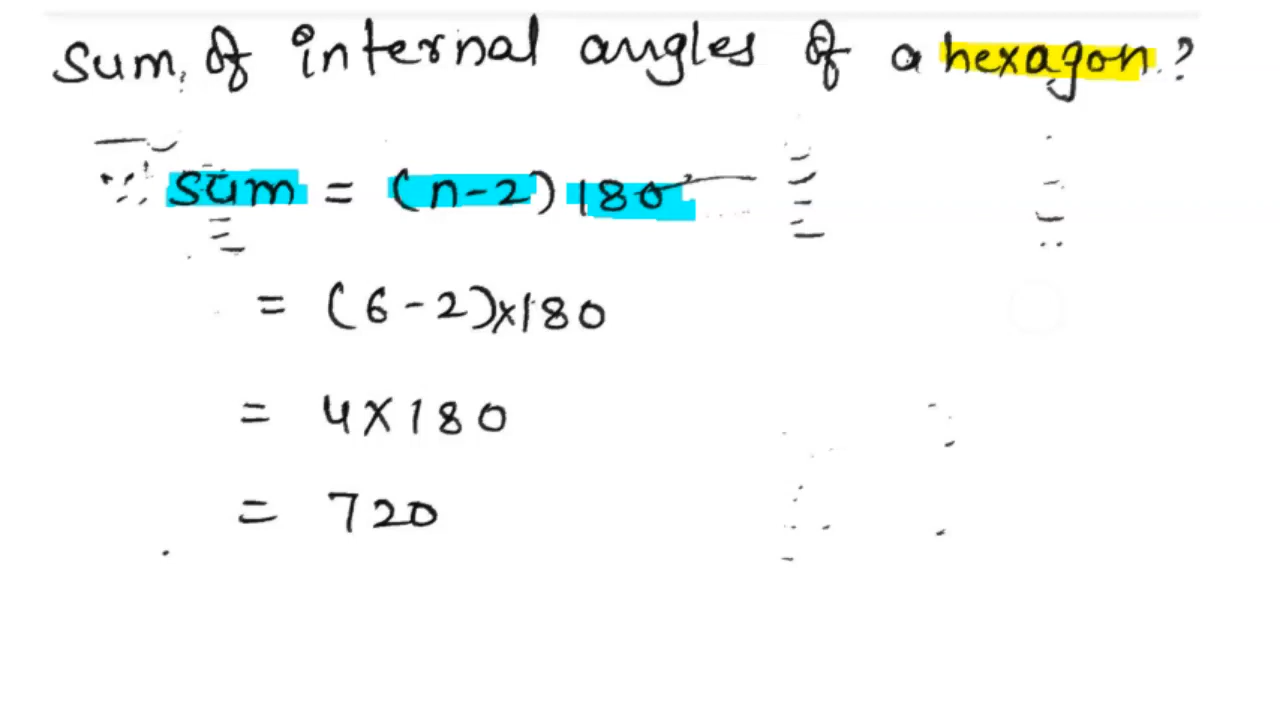 Sum of internal angles of a hexagon?
Sum = (n-2) 180
= (6-2)×180
= 4×180
= 720